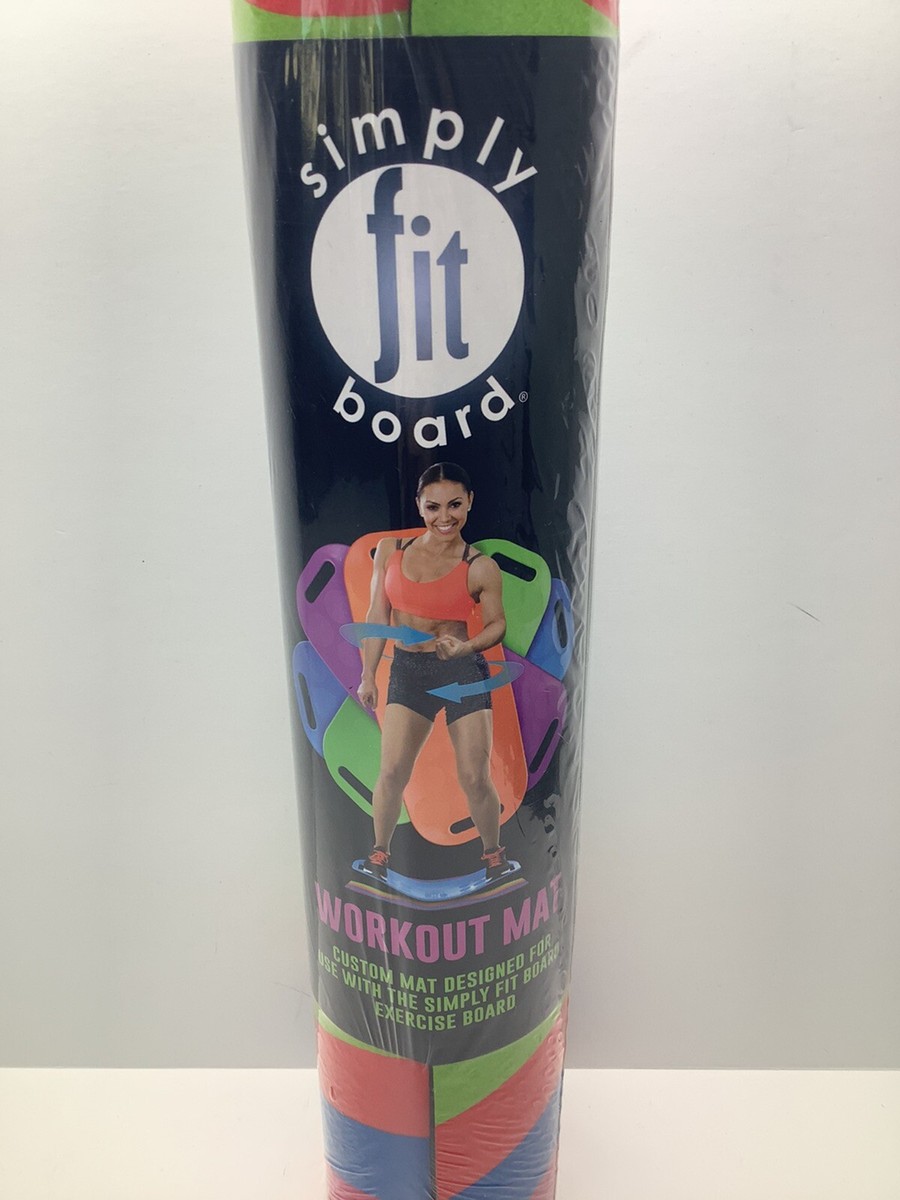 simply
fit
board®
WORKOUT MAT
CUSTOM MAT DESIGNED FOR
USE WITH THE SIMPLY FIT BOARD
EXERCISE BOARD